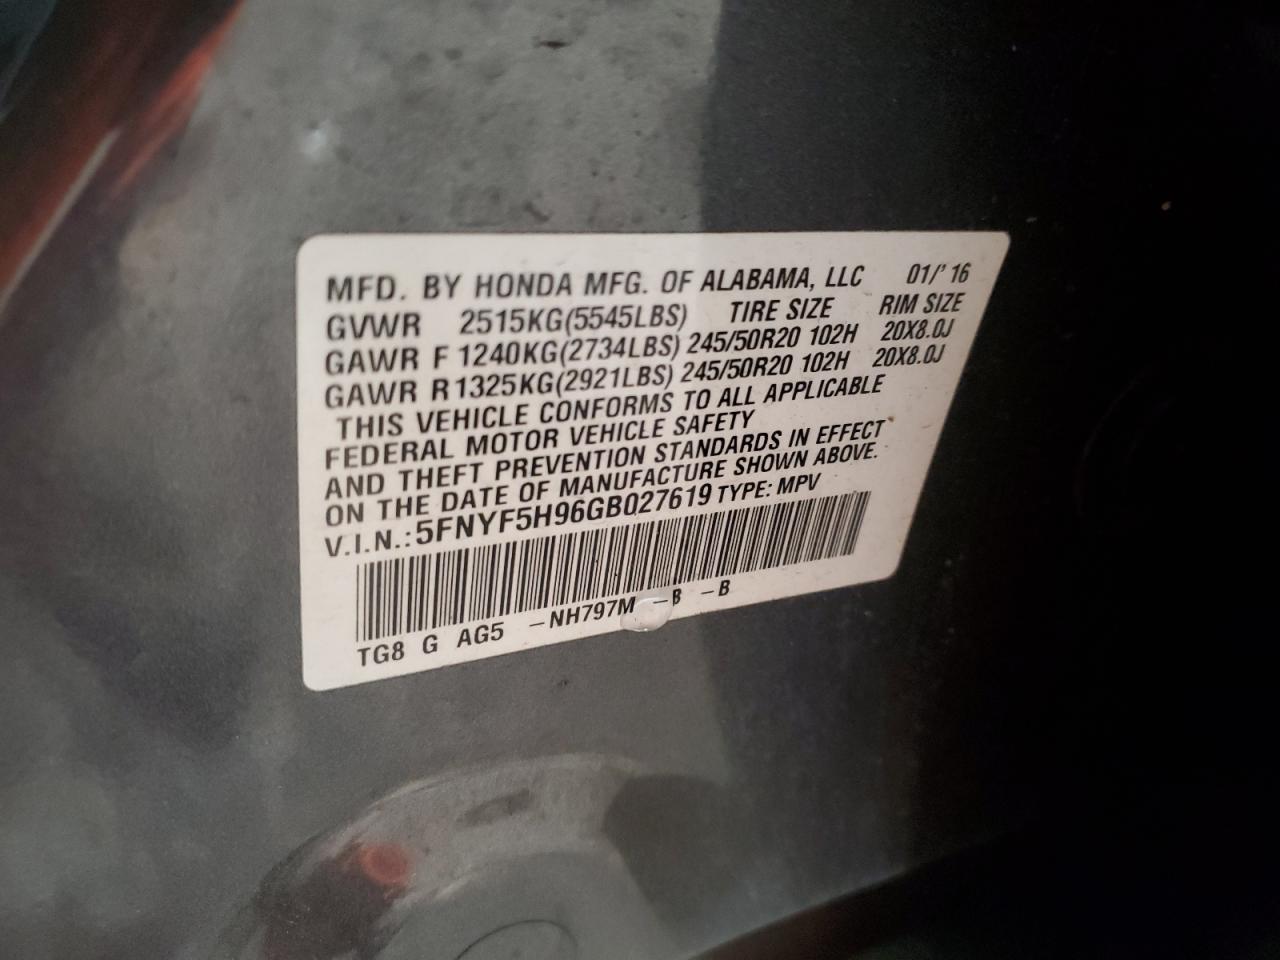 MFD. BY HONDA MFG. OF ALABAMA, LLC 01/'16
GVWR 2515KG(5545LBS) TIRE SIZE RIM SIZE
GAWR F 1240KG(2734LBS) 245/50R20 102H 20X8.0J
GAWR R 1325KG(2921LBS) 245/50R20 102H 20X8.0J
THIS VEHICLE CONFORMS TO ALL APPLICABLE
FEDERAL MOTOR VEHICLE SAFETY
AND THEFT PREVENTION STANDARDS IN EFFECT
ON THE DATE OF MANUFACTURE SHOWN ABOVE.
V.I.N.: 5FNYF5H96GB027619 TYPE: MPV
TG8 G AG5 -NH797M -B -B